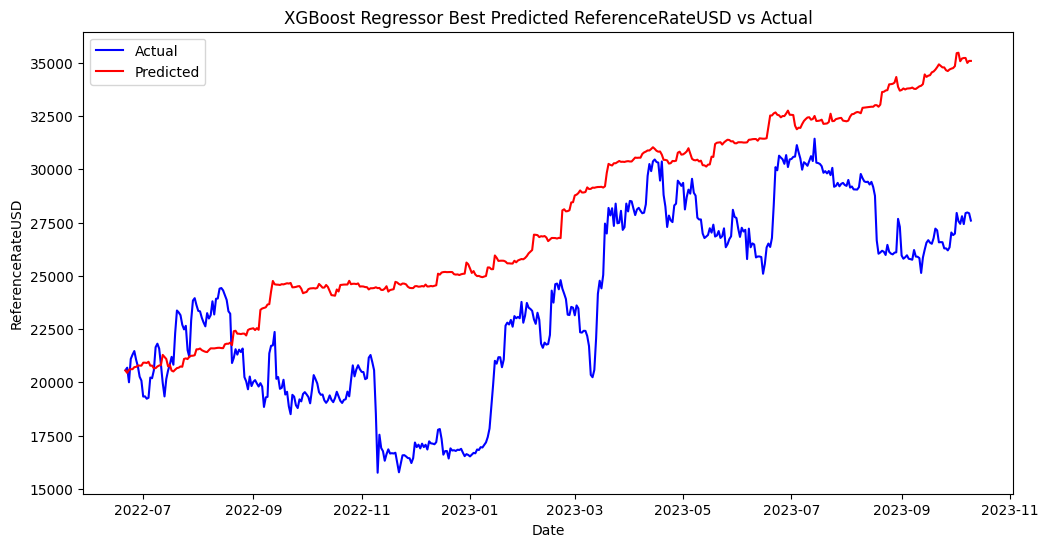 XGBoost Regressor Best Predicted ReferenceRateUSD vs Actual
Actual
Predicted
ReferenceRateUSD
35000
32500
30000
27500
25000
22500
20000
17500
15000
2022-07 2022-09 2022-11 2023-01 2023-03 2023-05 2023-07 2023-09 2023-11
Date